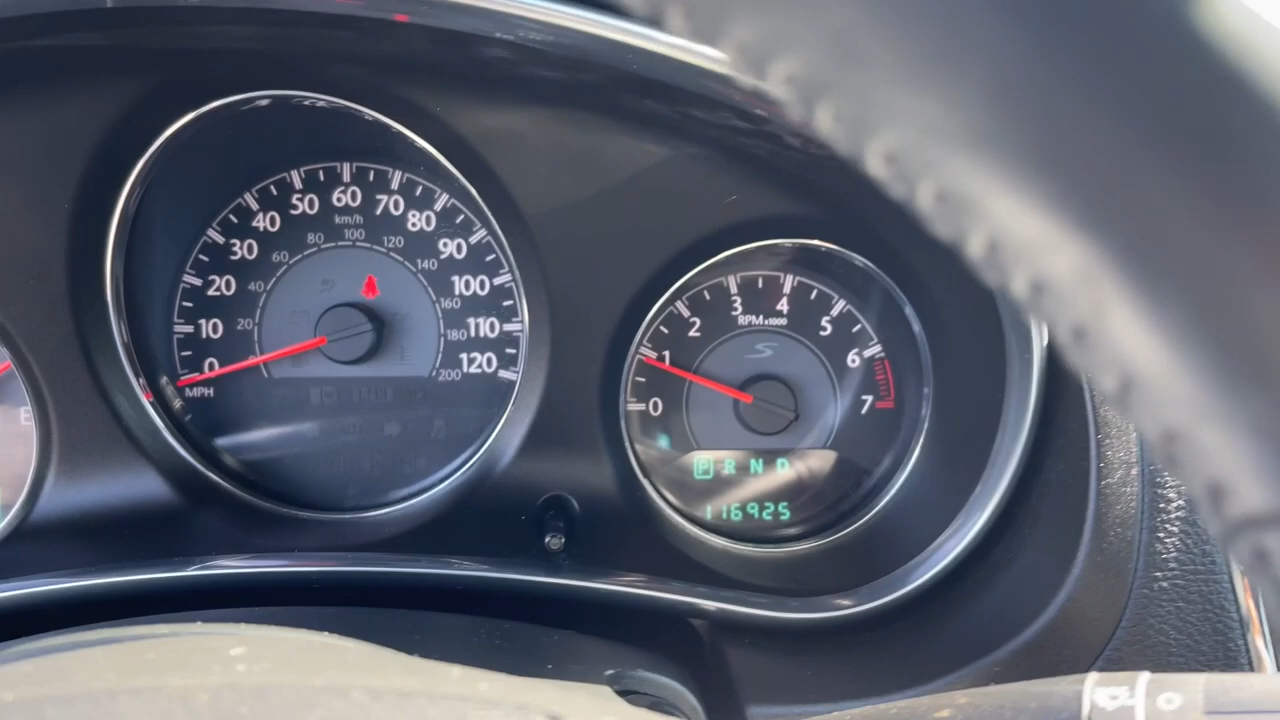 0 10 20 30 40 50 60 70 80 90 100 110 120
MPH
km/h
20 40 60 80 100 120 140 160 180 200
0 1 2 3 4 5 6 7
RPM x1000
S
P R N D
116925
E